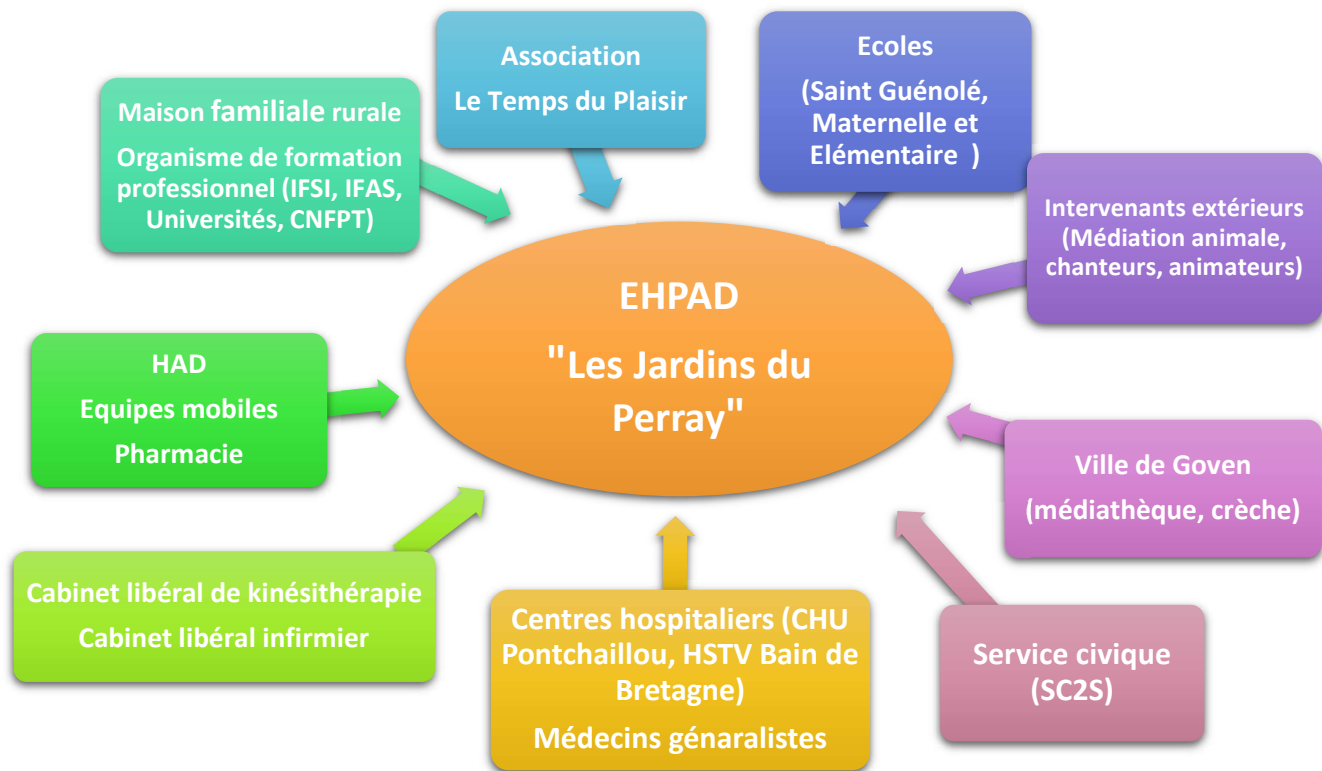 Association
Le Temps du Plaisir
Ecoles
(Saint Guénolé,
Maternelle et
Elémentaire )
Maison familiale rurale
Organisme de formation
professionnel (IFSI, IFAS,
Universités, CNFPT)
Intervenants extérieurs
(Médiation animale,
chanteurs, animateurs)
EHPAD
"Les Jardins du
Perray"
HAD
Equipes mobiles
Pharmacie
Ville de Goven
(médiathèque, crèche)
Cabinet libéral de kinésithérapie
Cabinet libéral infirmier
Centres hospitaliers (CHU
Pontchaillou, HSTV Bain de
Bretagne)
Médecins génaralistes
Service civique
(SC2S)